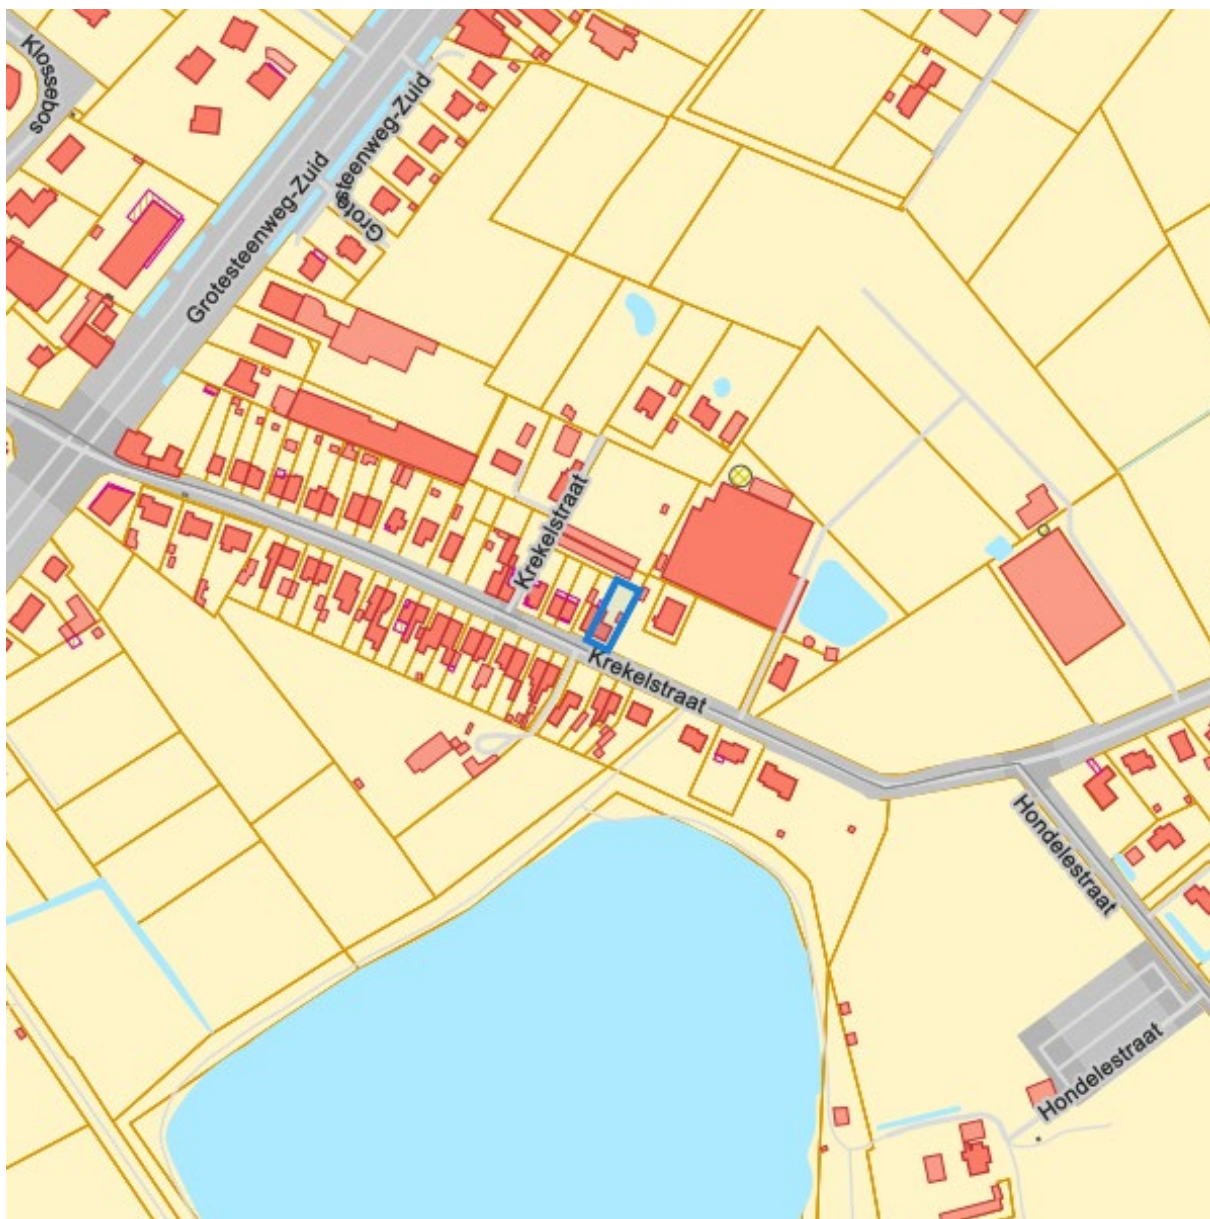 Klossebos
Grotesteenweg-Zuid
Grotesteenweg-Zuid
Krekelstraat
Krekelstraat
Hondelestraat
Hondelestraat